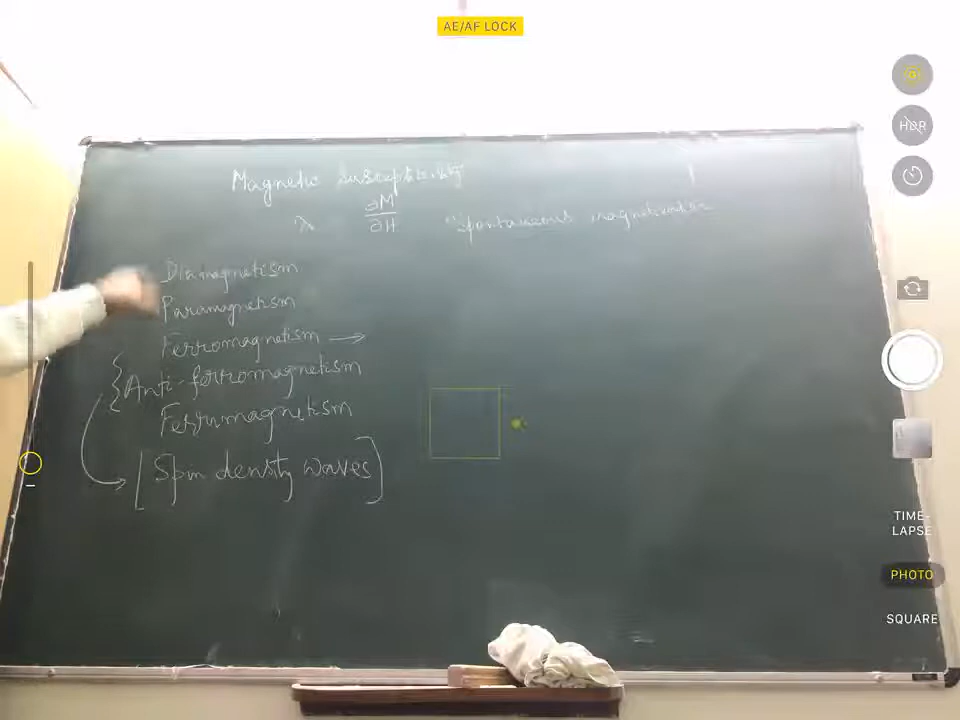 AE/AF LOCK
HDR
Magnetic susceptibility
λ ∂M/∂H Spontaneous magnetization
Diamagnetism
Paramagnetism
Ferromagnetism →
{Anti-ferromagnetism
Ferrimagnetism
[Spin density waves]
TIME-
LAPSE
PHOTO
SQUARE